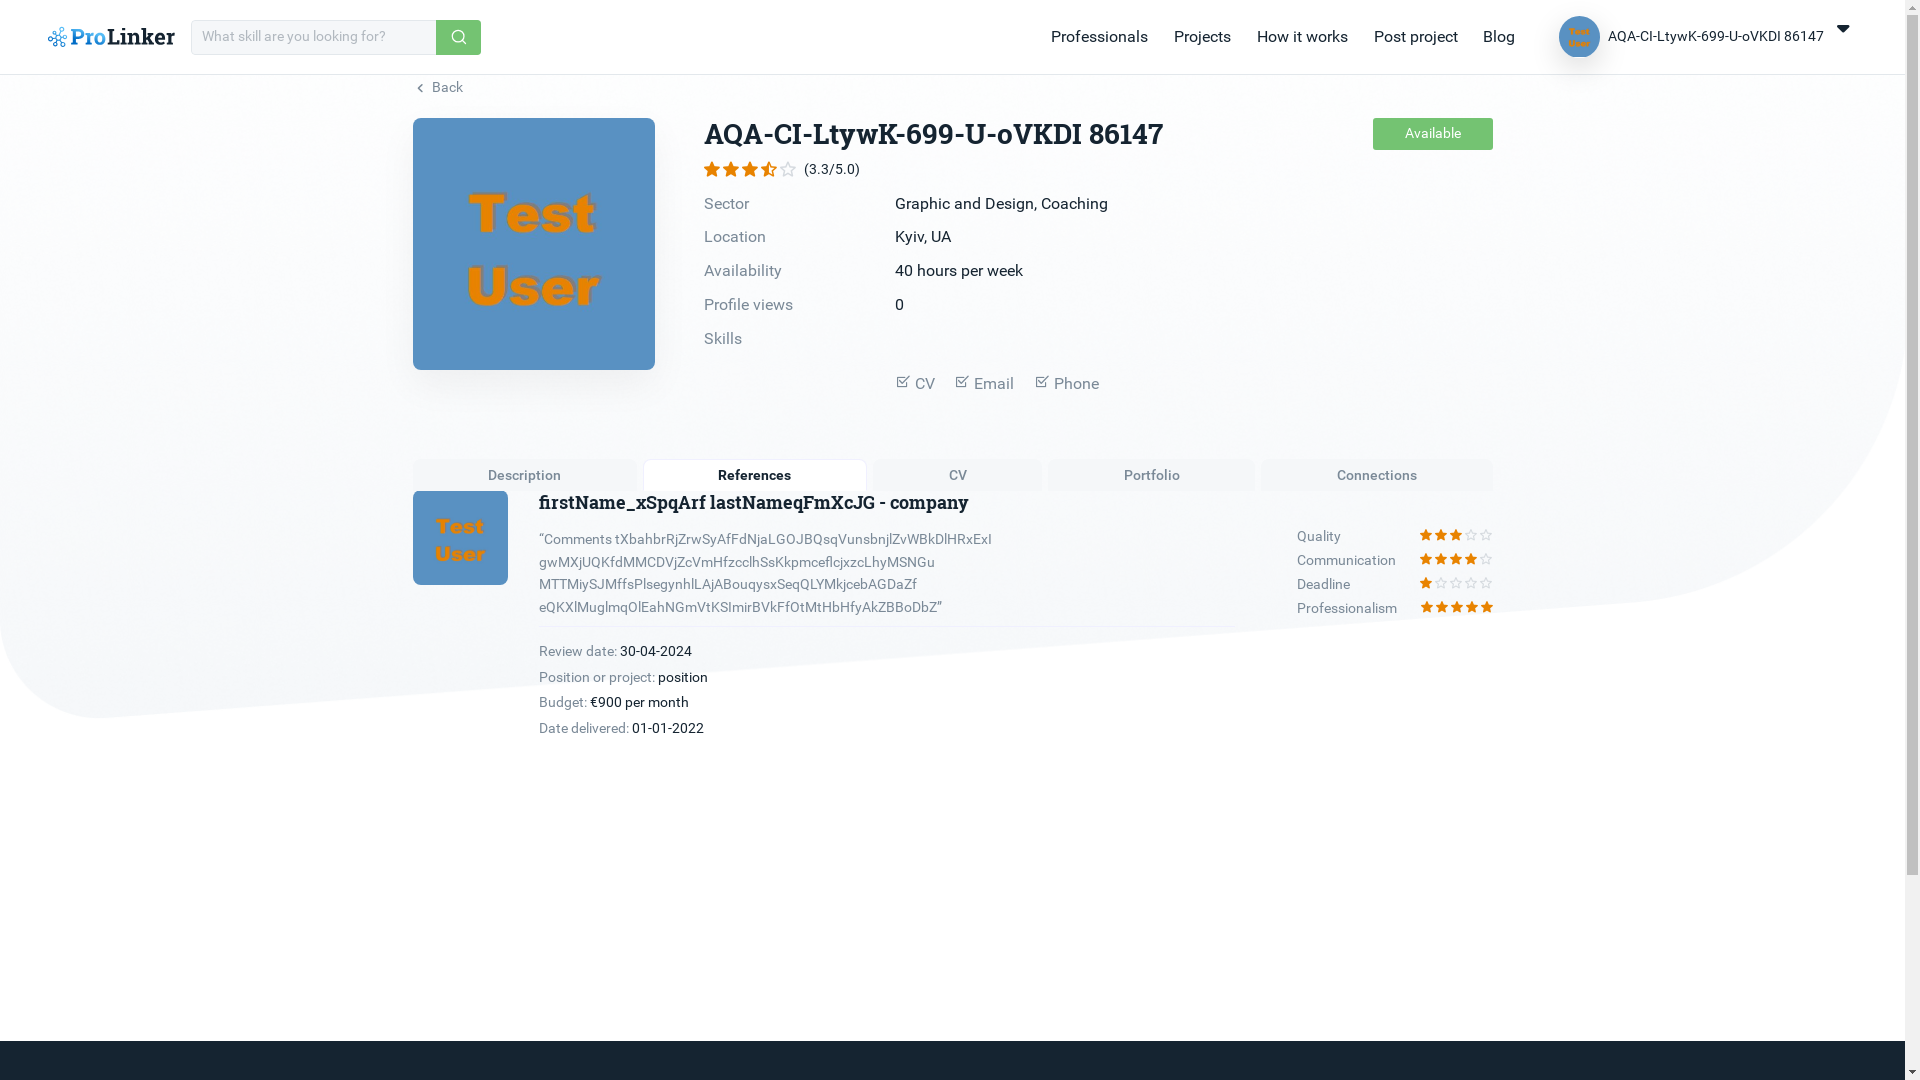 ProLinker
What skill are you looking for?
Professionals
Projects
How it works
Post project
Blog
Test
User
AQA-CI-LtywK-699-U-oVKDI 86147
Back
Test
User
AQA-CI-LtywK-699-U-oVKDI 86147
Available
(3.3/5.0)
Sector Graphic and Design, Coaching
Location Kyiv, UA
Availability 40 hours per week
Profile views 0
Skills
CV Email Phone
Description References CV Portfolio Connections
Test
User
firstName_xSpqArf lastNameqFmXcJG - company
“Comments tXbahbrRjZrwSyAfFdNjaLGOJBQsqVunsbnjlZvWBkDlHRxExI
gwMXjUQKfdMMCDVjZcVmHfzcclhSsKkpmceflcjxzcLhyMSNGu
MTTMiySJMffsPlsegynhlLAjABouqysxSeqQLYMkjcebAGDaZf
eQKXlMuglmqOlEahNGmVtKSImirBVkFfOtMtHbHfyAkZBBoDbZ”
Quality
Communication
Deadline
Professionalism
Review date: 30-04-2024
Position or project: position
Budget: €900 per month
Date delivered: 01-01-2022